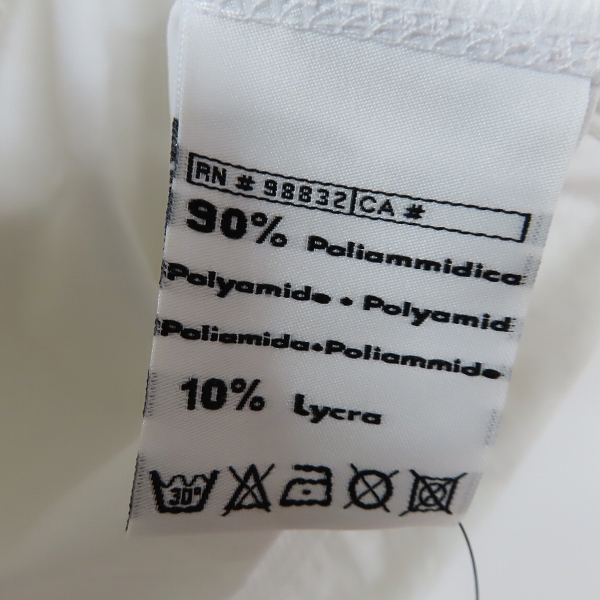 RN # 98832 CA #
90% Poliammidica
Polyamide • Polyamid
Poliamida•Poliammide
10% Lycra
30°